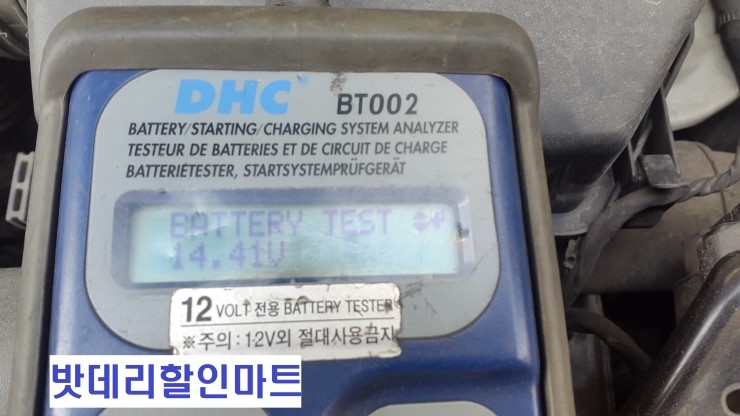 DHC BT002
BATTERY/STARTING/CHARGING SYSTEM ANALYZER
TESTEUR DE BATTERIES ET DE CIRCUIT DE CHARGE
BATTERIETESTER, STARTSYSTEMPRÜFGERÄT
BATTERY TEST
14.41V
12 VOLT 전용 BATTERY TESTER
※주의 : 12V외 절대사용금지
밧데리할인마트